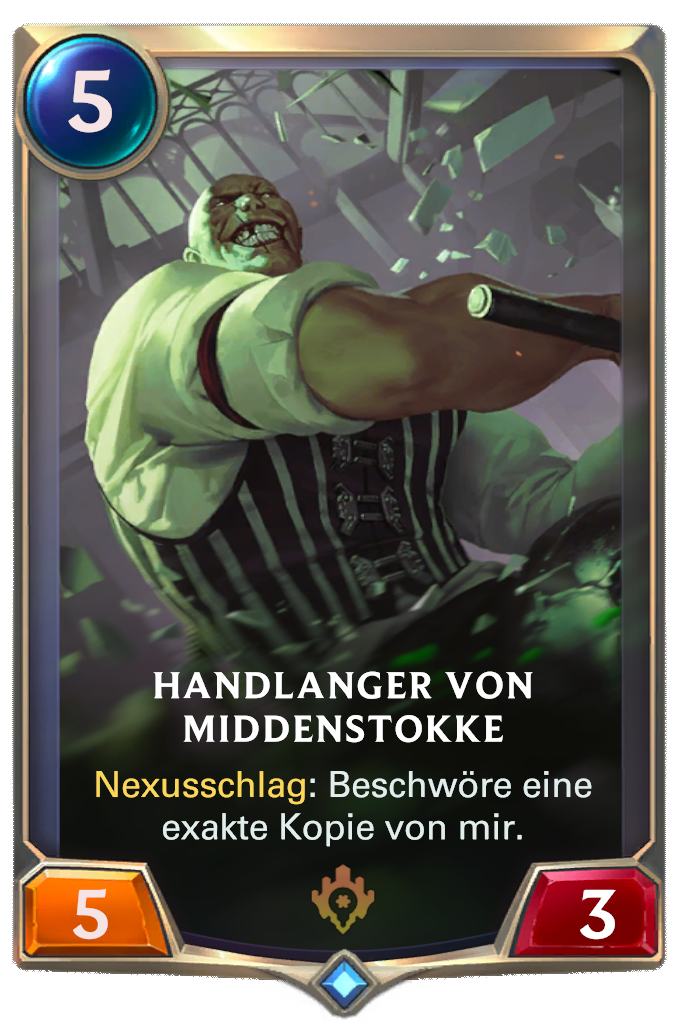 5
HANDLANGER VON
MIDDENSTOKKE
Nexusschlag: Beschwöre eine
exakte Kopie von mir.
5
3